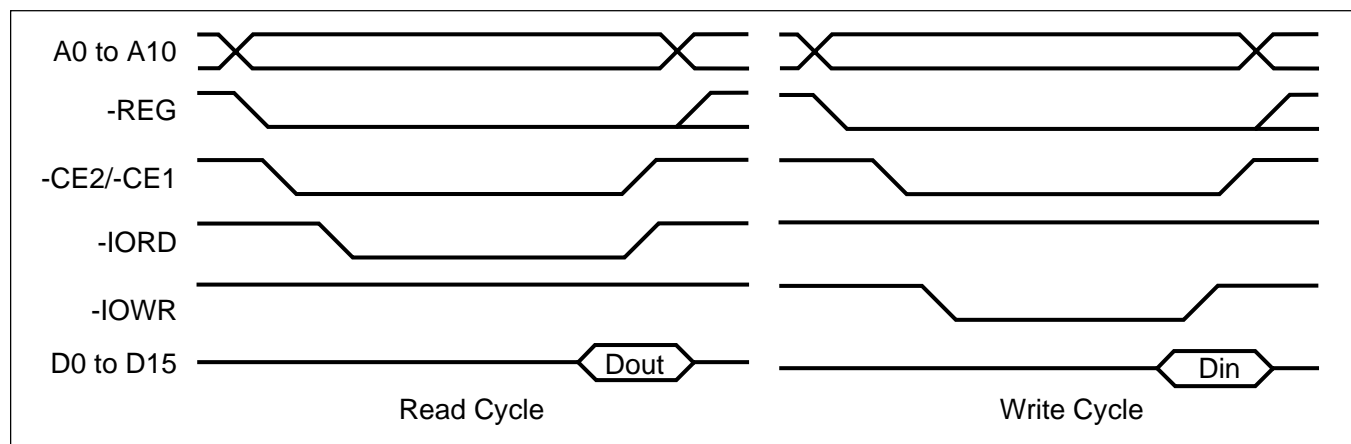 A0 to A10
-REG
-CE2/-CE1
-IORD
-IOWR
D0 to D15
Dout
Din
Read Cycle
Write Cycle